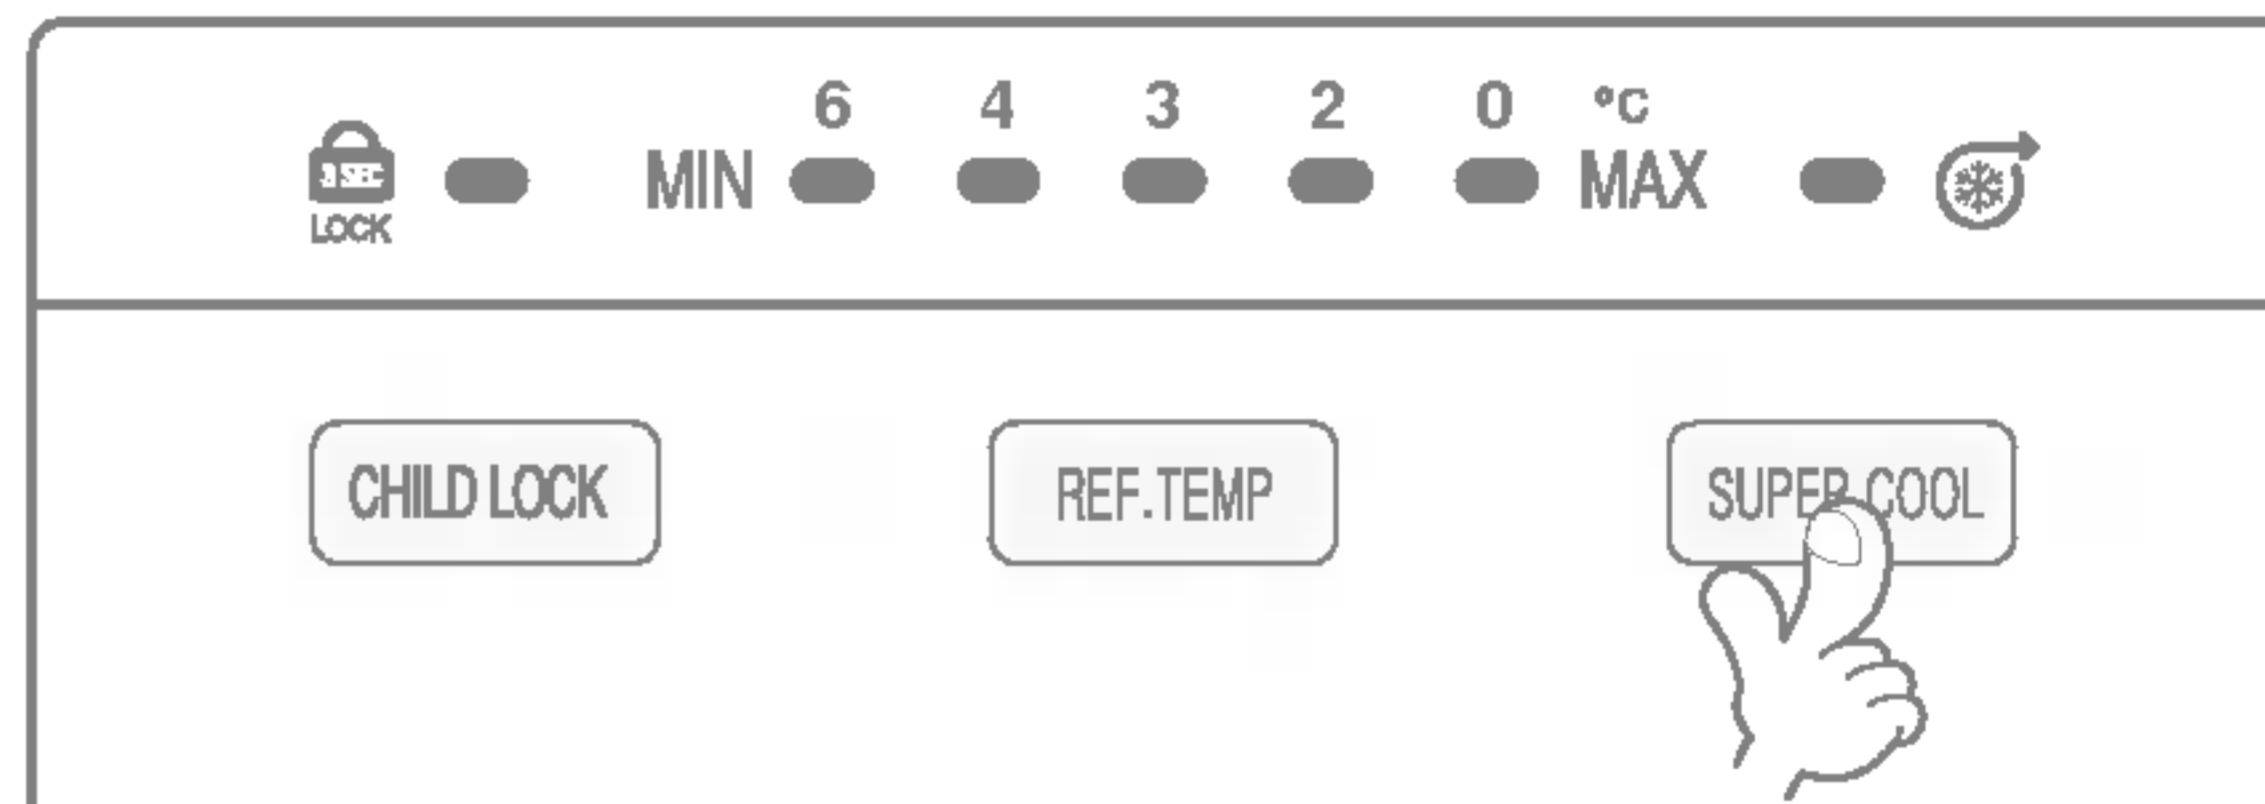 6 4 3 2 0 °C
3 SEC MIN MAX
LOCK
CHILD LOCK REF.TEMP SUPER COOL